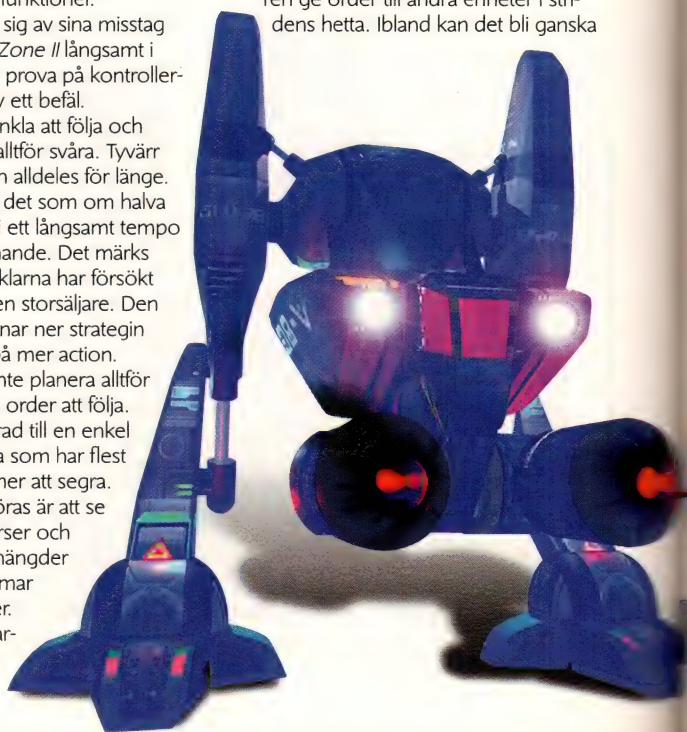 funktioner.
sig av sina misstag
Zone II långsamt i
prova på kontroller-
v ett befäl.
nkla att följa och
alltför svåra. Tyvärr
n alldeles för länge.
det som om halva
i ett långsamt tempo
nande. Det märks
klarna har försökt
en storsäljare. Den
nar ner strategin
på mer action.
nte planera alltför
order att följa.
rad till en enkel
a som har flest
mer att segra.
öras är att se
rser och
nängder
mar
er.
ar-
ren ge order till andra enheter i stri-
dens hetta. Ibland kan det bli ganska